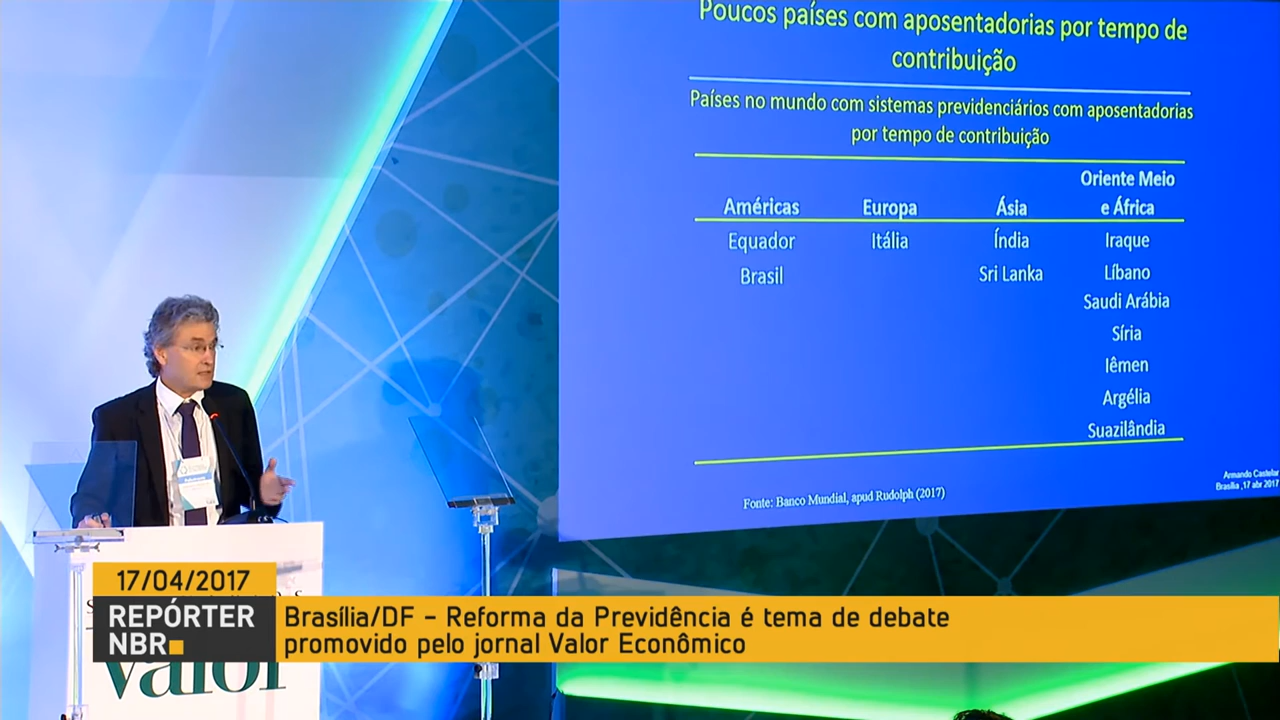 Poucos países com aposentadorias por tempo de
contribuição
Países no mundo com sistemas previdenciários com aposentadorias
por tempo de contribuição
Américas Europa Ásia Oriente Meio
e África
Equador Itália Índia Iraque
Brasil Sri Lanka Líbano
Saudi Arábia
Síria
Iêmen
Argélia
Suazilândia
Fonte: Banco Mundial, apud Rudolph (2017)
Armando Castelar
Brasília ,17 abr 2017
17/04/2017
REPÓRTER
NBR
Brasília/DF – Reforma da Previdência é tema de debate
promovido pelo jornal Valor Econômico
Valor